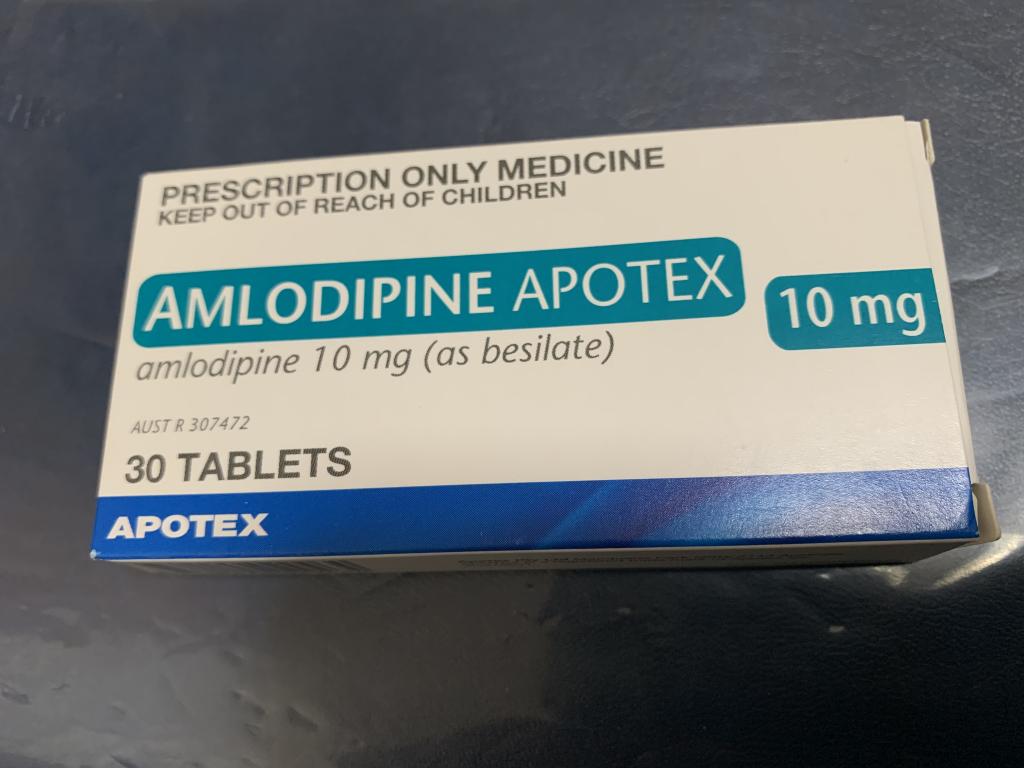 PRESCRIPTION ONLY MEDICINE
KEEP OUT OF REACH OF CHILDREN
AMLODIPINE APOTEX
10 mg
amlodipine 10 mg (as besilate)
AUST R 307472
30 TABLETS
APOTEX